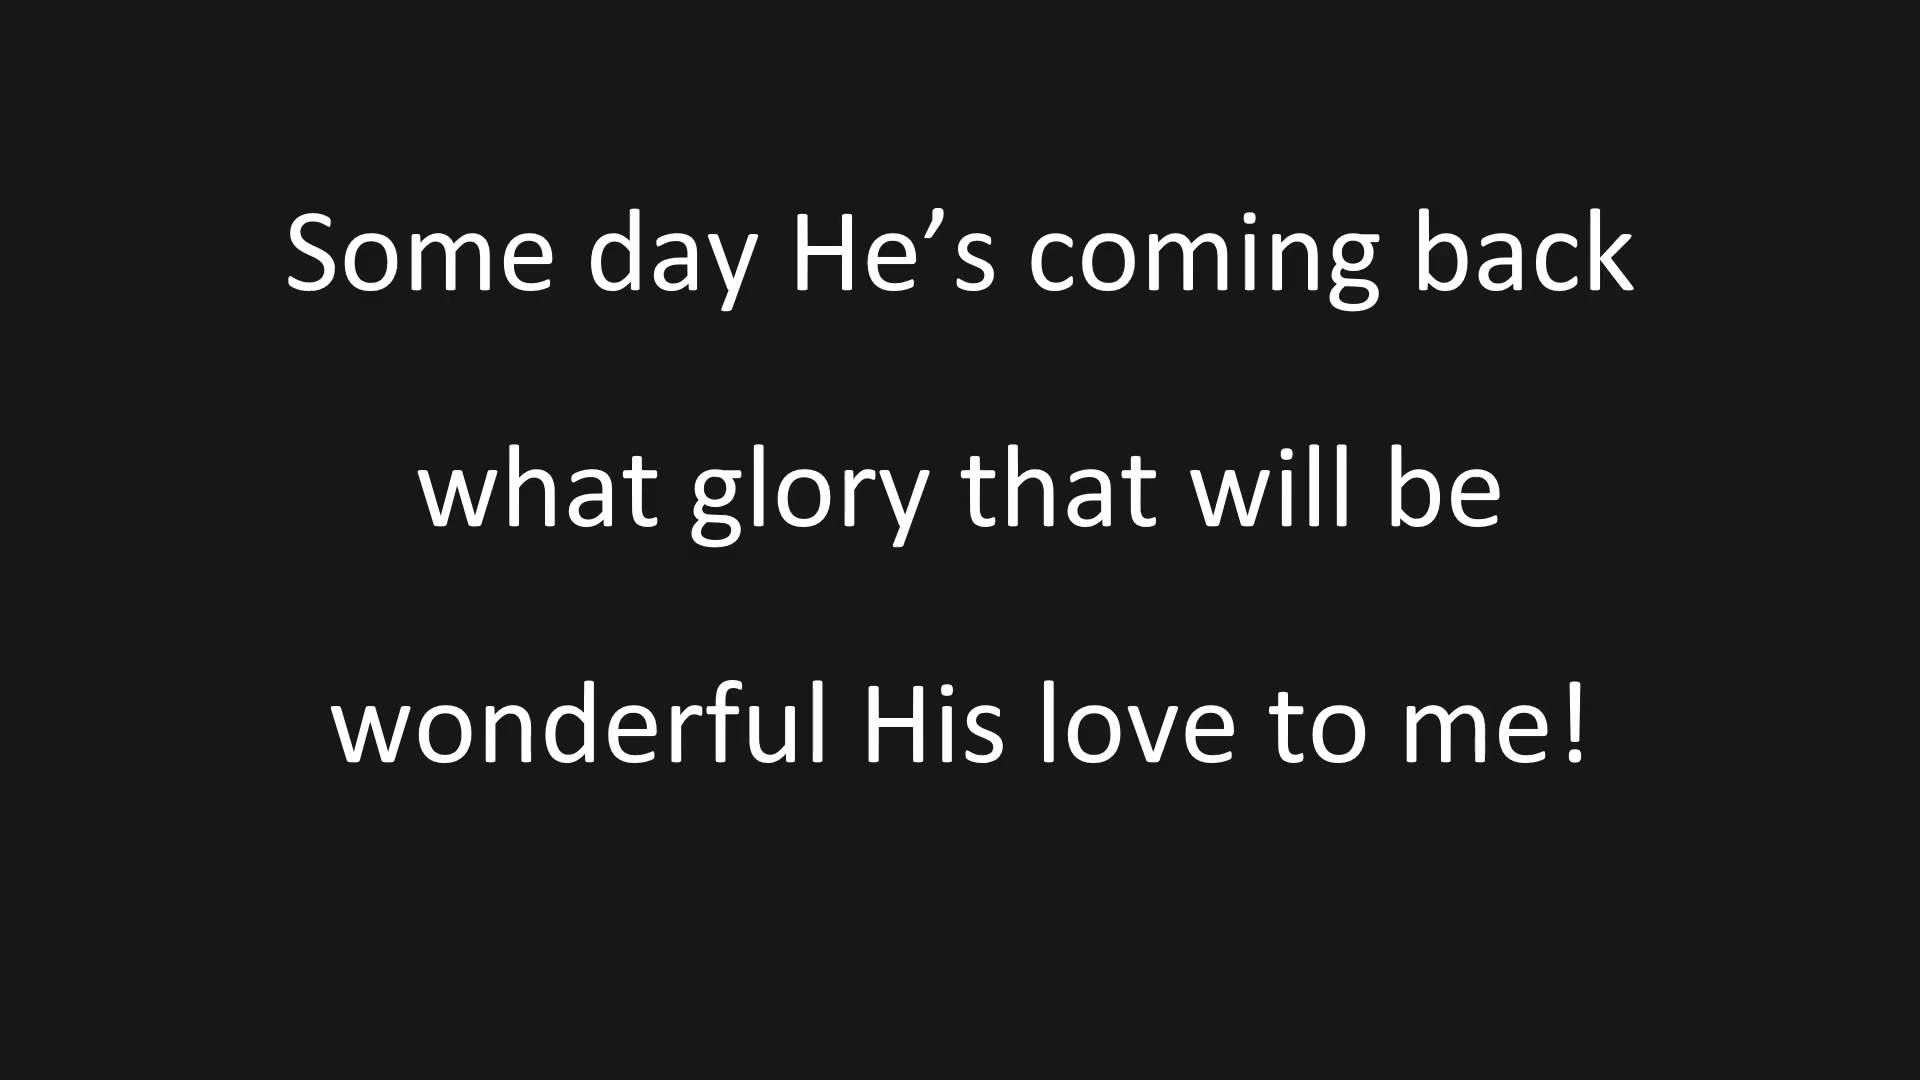 Some day He’s coming back
what glory that will be
wonderful His love to me!